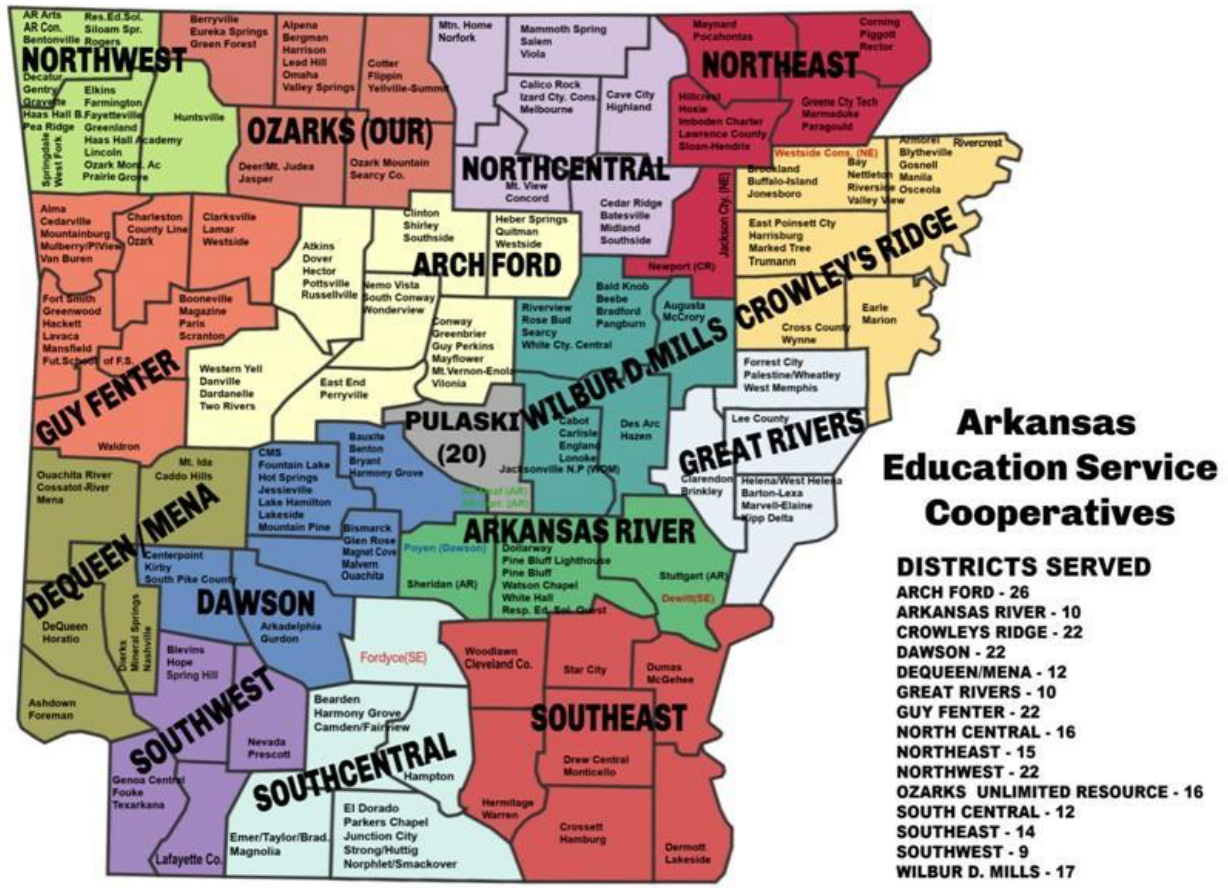 AR Arts
AR Con.
Bentonville
Res.Ed.Sol.
Siloam Spr.
Rogers
NORTHWEST
Decatur
Gentry
Gravette
Haas Hall B.
Pea Ridge
Springdale
West Fork
Elkins
Farmington
Fayetteville
Greenland
Haas Hall Academy
Lincoln
Ozark Mont. Ac
Prairie Grove
Huntsville
Berryville
Eureka Springs
Green Forest
Alpena
Bergman
Harrison
Lead Hill
Omaha
Valley Springs
Cotter
Flippin
Yellville-Summit
OZARKS (OUR)
Deer/Mt. Judea
Jasper
Ozark Mountain
Searcy Co.
Mtn. Home
Norfork
Mammoth Spring
Salem
Viola
Calico Rock
Izard Cty. Cons.
Melbourne
Cave City
Highland
NORTHCENTRAL
Mt. View
Concord
Cedar Ridge
Batesville
Midland
Southside
Maynard
Pocahontas
Corning
Piggott
Rector
NORTHEAST
Hillcrest
Hoxie
Imboden Charter
Lawrence County
Sloan-Hendrix
Greene Cty Tech
Marmaduke
Paragould
Jackson Cty. (NE)
Newport (CR)
Westside Cons. (NE)
Brookland
Buffalo-Island
Jonesboro
Bay
Nettleton
Riverside
Valley View
Armorel
Blytheville
Gosnell
Manila
Osceola
Rivercrest
East Poinsett Cty
Harrisburg
Marked Tree
Trumann
CROWLEY'S RIDGE
Cross County
Wynne
Earle
Marion
Alma
Cedarville
Mountainburg
Mulberry/PlView
Van Buren
Charleston
County Line
Ozark
Clarksville
Lamar
Westside
Fort Smith
Greenwood
Hackett
Lavaca
Mansfield
Fut.School of F.S.
Booneville
Magazine
Paris
Scranton
GUY FENTER
Waldron
Atkins
Dover
Hector
Pottsville
Russellville
Clinton
Shirley
Southside
Heber Springs
Quitman
Westside
ARCH FORD
Nemo Vista
South Conway
Wonderview
Conway
Greenbrier
Guy Perkins
Mayflower
Mt.Vernon-Enola
Vilonia
Western Yell
Danville
Dardanelle
Two Rivers
East End
Perryville
Riverview
Rose Bud
Searcy
White Cty. Central
Bald Knob
Beebe
Bradford
Pangburn
Augusta
McCrory
WILBUR D. MILLS
Cabot
Carlisle
England
Lonoke
Jacksonville N.P (WDM)
Des Arc
Hazen
PULASKI
(20)
Forrest City
Palestine/Wheatley
West Memphis
Lee County
GREAT RIVERS
Clarendon
Brinkley
Helena/West Helena
Barton-Lexa
Marvell-Elaine
Kipp Delta
Ouachita River
Cossatot-River
Mena
Mt. Ida
Caddo Hills
DEQUEEN / MENA
DeQueen
Horatio
Dierks
Mineral Springs
Nashville
Ashdown
Foreman
CMS
Fountain Lake
Hot Springs
Jessieville
Lake Hamilton
Lakeside
Mountain Pine
Bauxite
Benton
Bryant
Harmony Grove
Bismarck
Glen Rose
Magnet Cove
Malvern
Ouachita
Centerpoint
Kirby
South Pike County
DAWSON
Arkadelphia
Gurdon
ARKANSAS RIVER
Poyen (Dawson)
Sheridan (AR)
Dollarway
Pine Bluff Lighthouse
Pine Bluff
Watson Chapel
White Hall
Resp. Ed. Sol. Quest
Stuttgart (AR)
Dewitt(SE)
Blevins
Hope
Spring Hill
SOUTHWEST
Nevada
Prescott
Genoa Central
Fouke
Texarkana
Lafayette Co.
Fordyce(SE)
Bearden
Harmony Grove
Camden/Fairview
SOUTHCENTRAL
Hampton
Emer/Taylor/Brad.
Magnolia
El Dorado
Parkers Chapel
Junction City
Strong/Huttig
Norphlet/Smackover
Woodlawn
Cleveland Co.
Star City
Dumas
McGehee
SOUTHEAST
Drew Central
Monticello
Hermitage
Warren
Crossett
Hamburg
Dermott
Lakeside
Arkansas
Education Service
Cooperatives
DISTRICTS SERVED
ARCH FORD - 26
ARKANSAS RIVER - 10
CROWLEYS RIDGE - 22
DAWSON - 22
DEQUEEN/MENA - 12
GREAT RIVERS - 10
GUY FENTER - 22
NORTH CENTRAL - 16
NORTHEAST - 15
NORTHWEST - 22
OZARKS UNLIMITED RESOURCE - 16
SOUTH CENTRAL - 12
SOUTHEAST - 14
SOUTHWEST - 9
WILBUR D. MILLS - 17